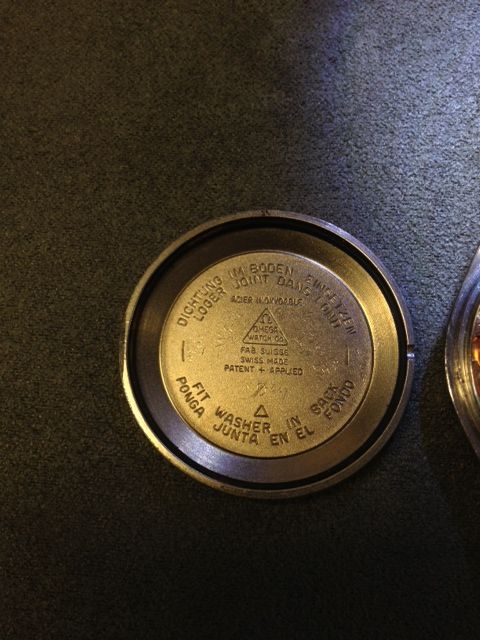 DICHTUNG IM BODEN EINSETZEN
LOGER JOINT DANS FOND
ACIER INOXYDABLE
Ω
OMEGA
WATCH CO
FAB. SUISSE
SWISS MADE
PATENT + APPLIED
FIT WASHER IN BACK
PONGA JUNTA EN EL FONDO